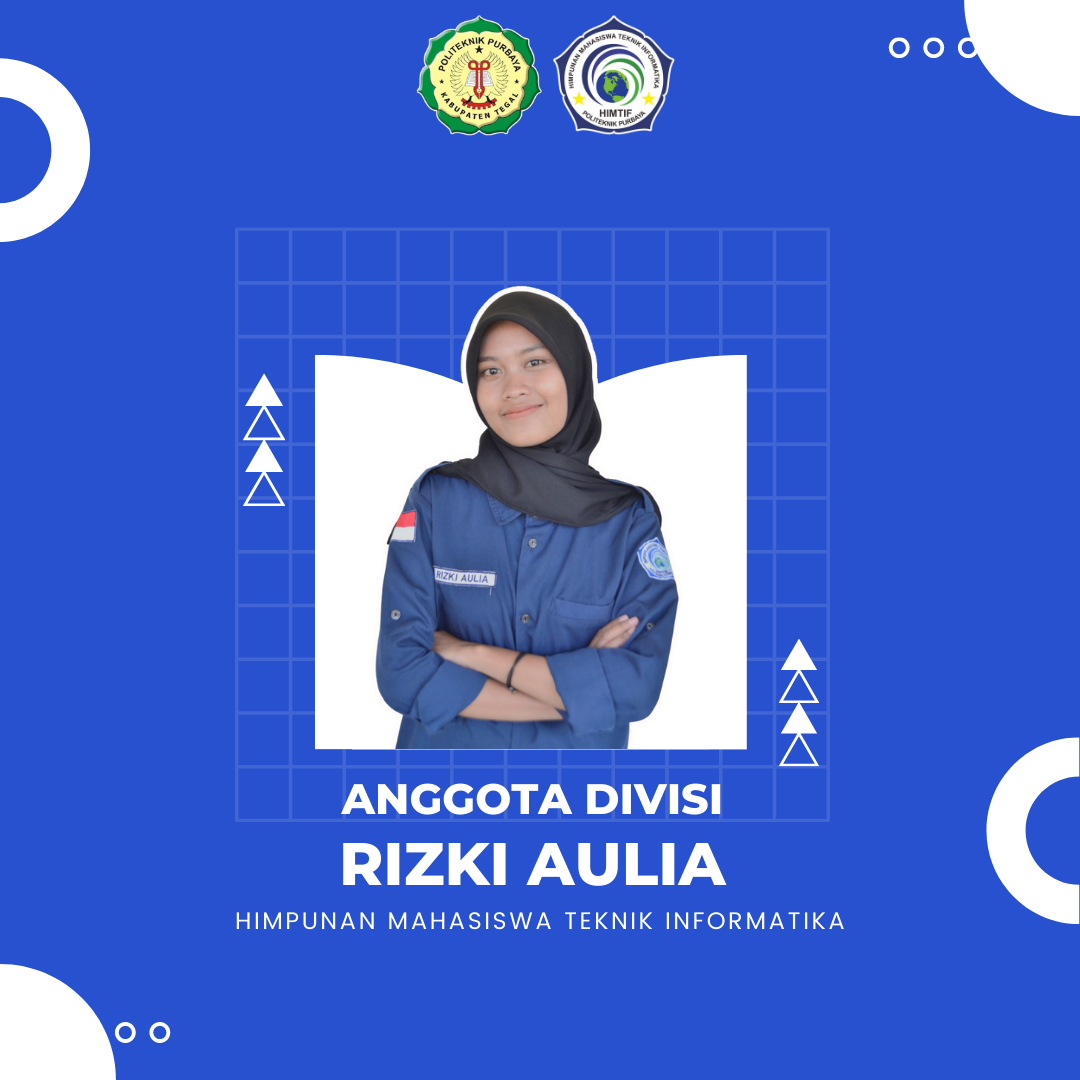 POLITEKNIK PURBAYA
KABUPATEN TEGAL
HIMPUNAN MAHASISWA TEKNIK INFORMATIKA
HIMTIF
POLITEKNIK PURBAYA
RIZKI AULIA
ANGGOTA DIVISI
RIZKI AULIA
HIMPUNAN MAHASISWA TEKNIK INFORMATIKA